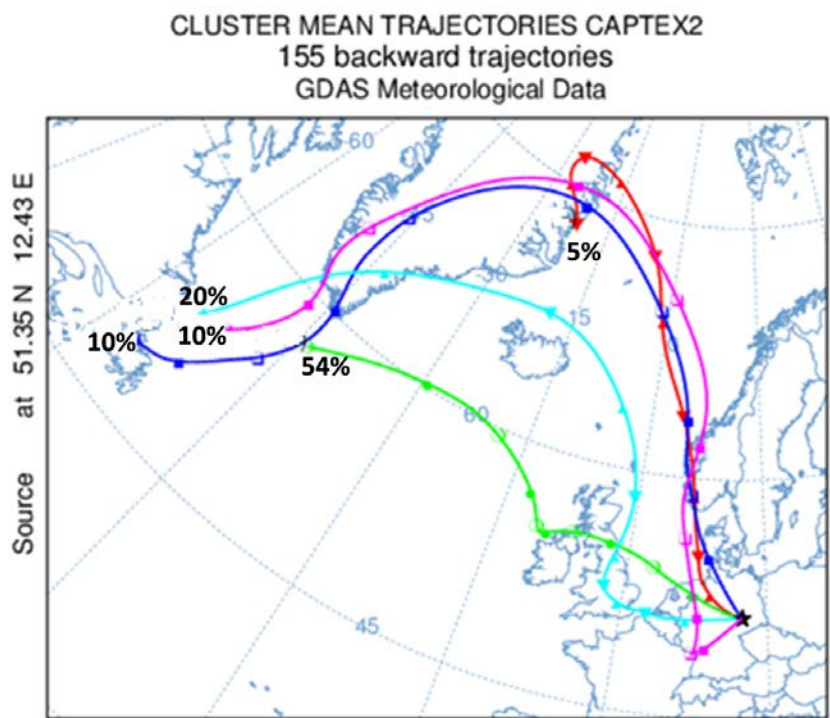 CLUSTER MEAN TRAJECTORIES CAPTEX2
155 backward trajectories
GDAS Meteorological Data
Source at 51.35 N 12.43 E
60
5%
20%
30
10%
15
10%
54%
60
45